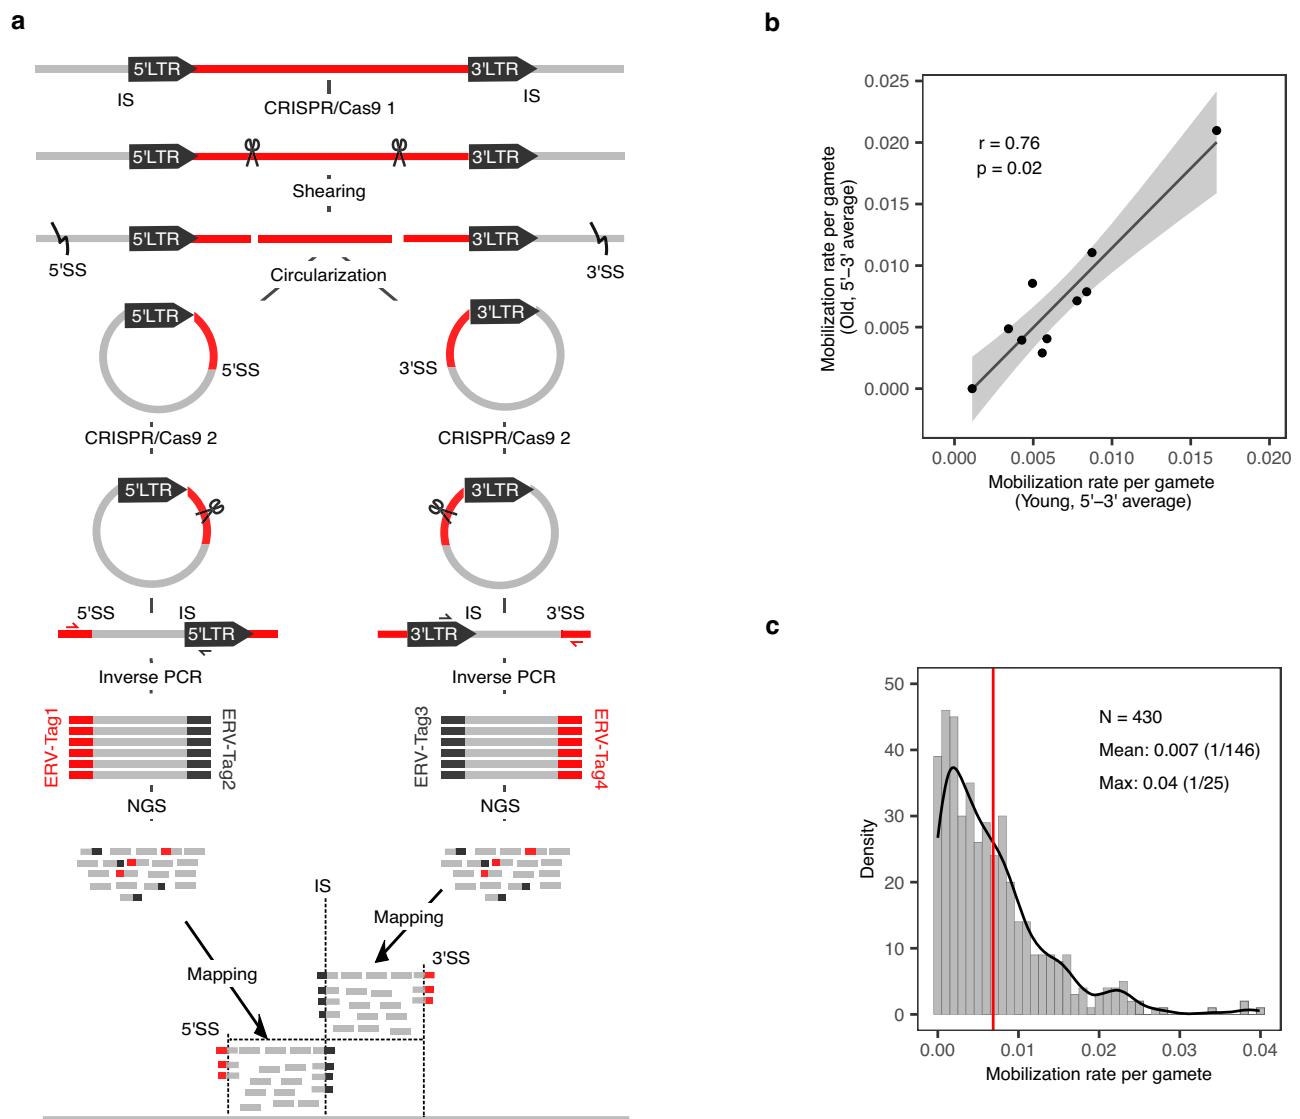 a
5'LTR
3'LTR
IS
IS
CRISPR/Cas9 1
5'LTR
3'LTR
Shearing
5'LTR
3'LTR
5'SS
3'SS
Circularization
5'LTR
3'LTR
5'SS
3'SS
CRISPR/Cas9 2
CRISPR/Cas9 2
5'LTR
3'LTR
5'SS
IS
IS
3'SS
5'LTR
3'LTR
Inverse PCR
Inverse PCR
ERV-Tag1
ERV-Tag2
ERV-Tag3
ERV-Tag4
NGS
NGS
IS
Mapping
Mapping
3'SS
5'SS
b
0.025
0.020
0.015
0.010
0.005
0.000
r = 0.76
p = 0.02
Mobilization rate per gamete
(Old, 5'–3' average)
0.000
0.005
0.010
0.015
0.020
Mobilization rate per gamete
(Young, 5'–3' average)
c
50
40
30
20
10
0
N = 430
Mean: 0.007 (1/146)
Max: 0.04 (1/25)
Density
0.00
0.01
0.02
0.03
0.04
Mobilization rate per gamete